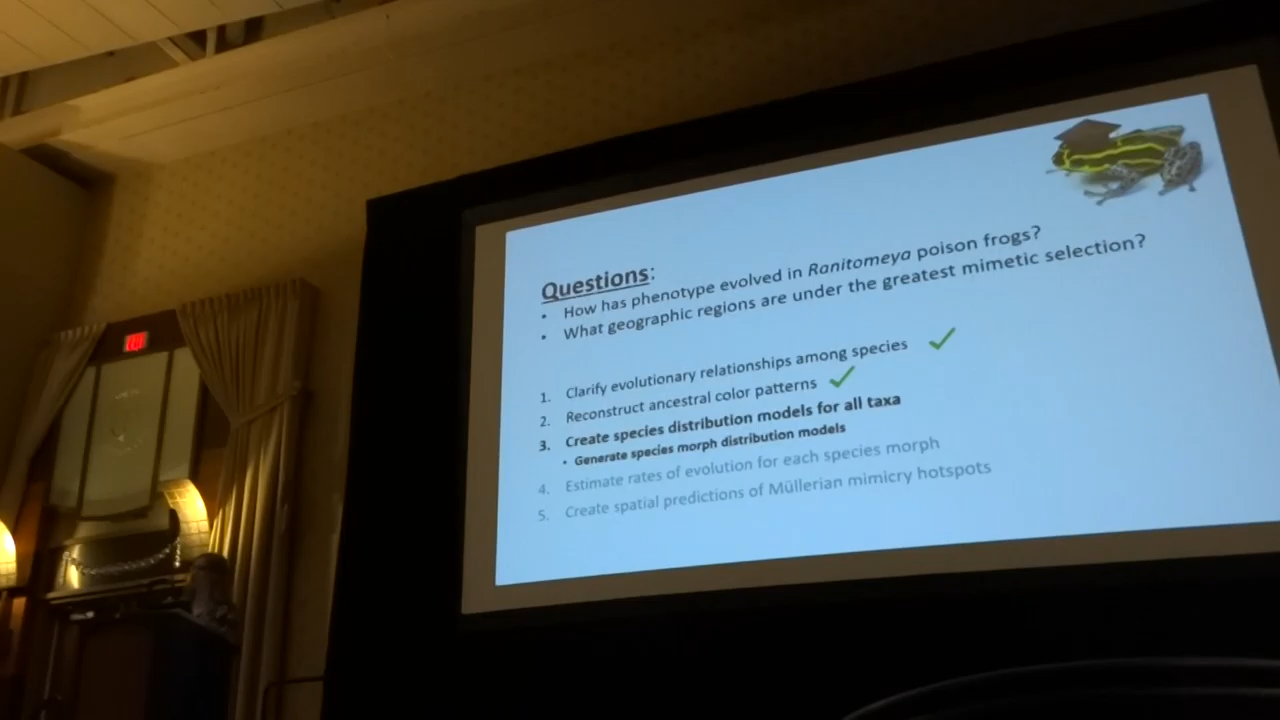 EXIT
Questions:
• How has phenotype evolved in Ranitomeya poison frogs?
• What geographic regions are under the greatest mimetic selection?
1. Clarify evolutionary relationships among species
2. Reconstruct ancestral color patterns
3. Create species distribution models for all taxa
• Generate species morph distribution models
4. Estimate rates of evolution for each species morph
5. Create spatial predictions of Müllerian mimicry hotspots